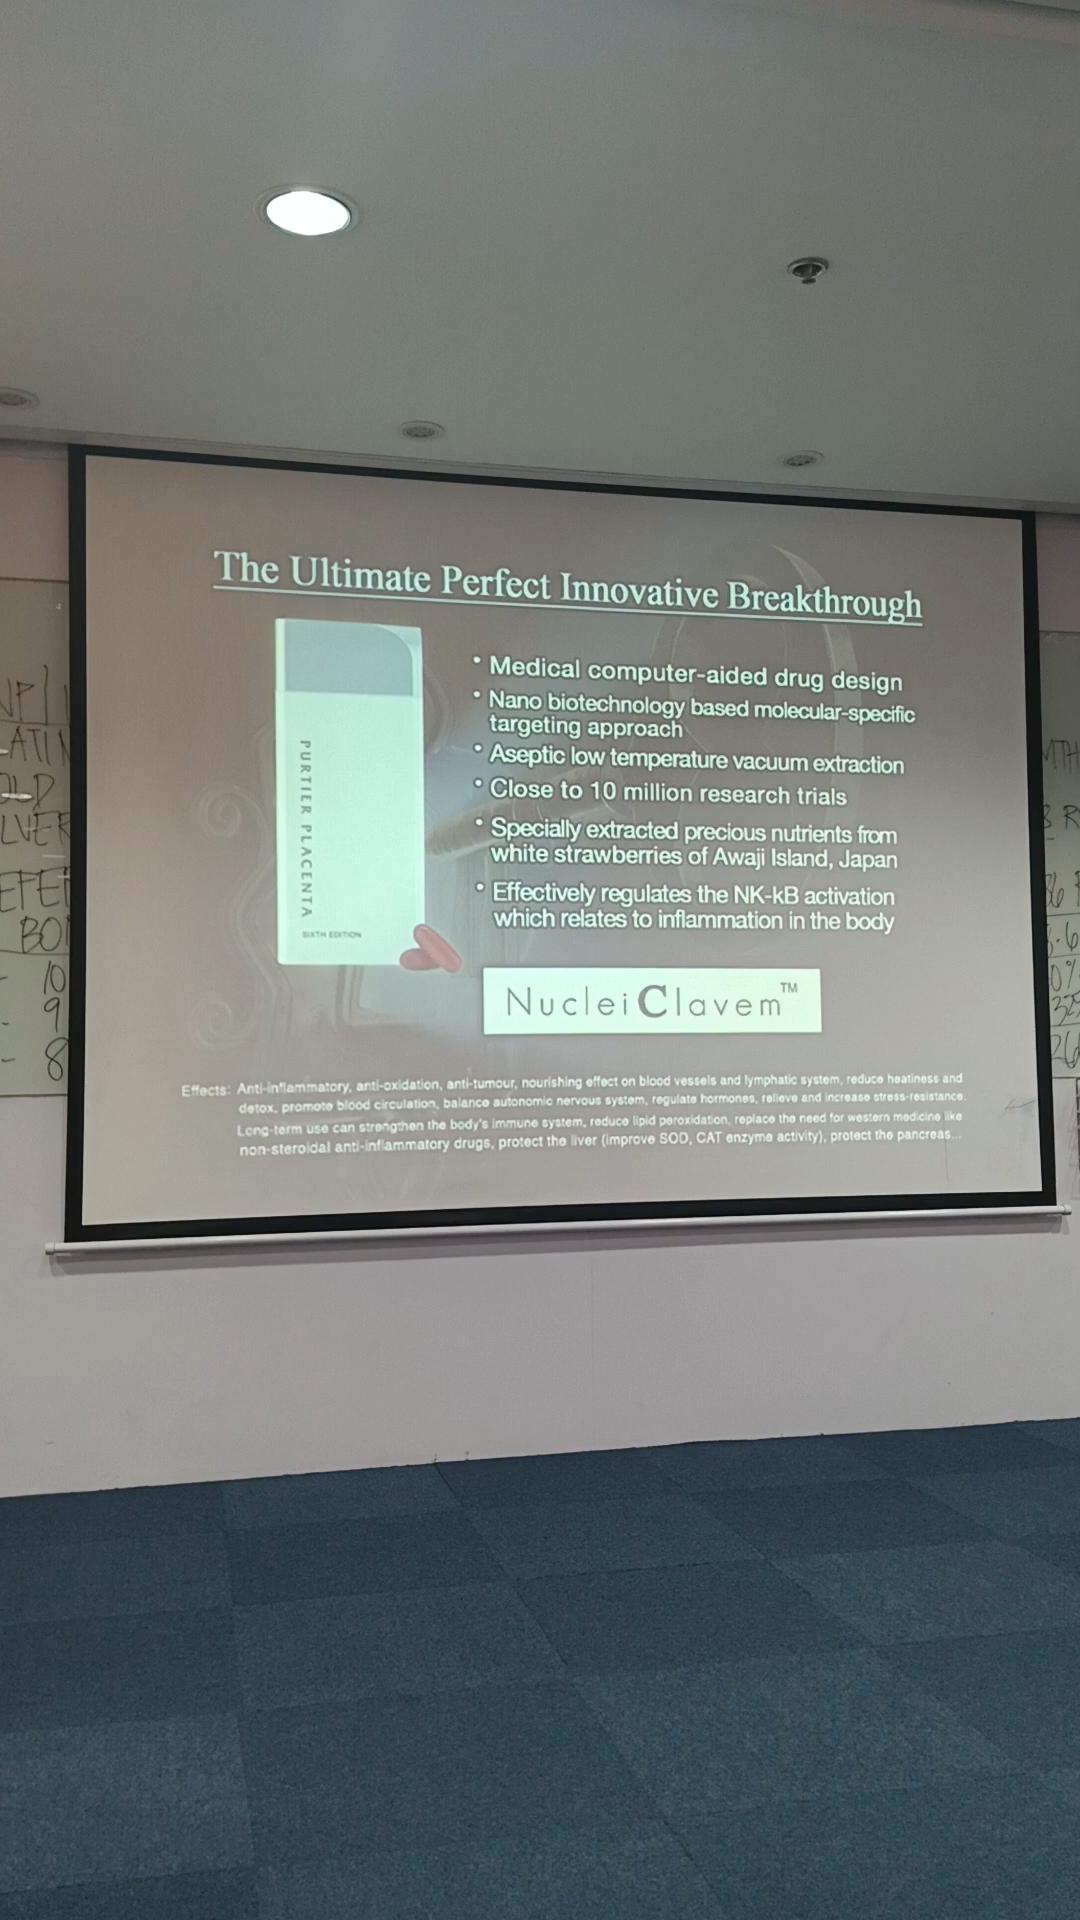 The Ultimate Perfect Innovative Breakthrough
• Medical computer-aided drug design
• Nano biotechnology based molecular-specific
targeting approach
• Aseptic low temperature vacuum extraction
• Close to 10 million research trials
• Specially extracted precious nutrients from
white strawberries of Awaji Island, Japan
• Effectively regulates the NK-kB activation
which relates to inflammation in the body
PURTIER PLACENTA
SIXTH EDITION
NucleiClavem™
Effects: Anti-inflammatory, anti-oxidation, anti-tumour, nourishing effect on blood vessels and lymphatic system, reduce heatiness and
detox, promote blood circulation, balance autonomic nervous system, regulate hormones, relieve and increase stress-resistance.
Long-term use can strengthen the body's immune system, reduce lipid peroxidation, replace the need for western medicine like
non-steroidal anti-inflammatory drugs, protect the liver (improve SOD, CAT enzyme activity), protect the pancreas...
10
9
8